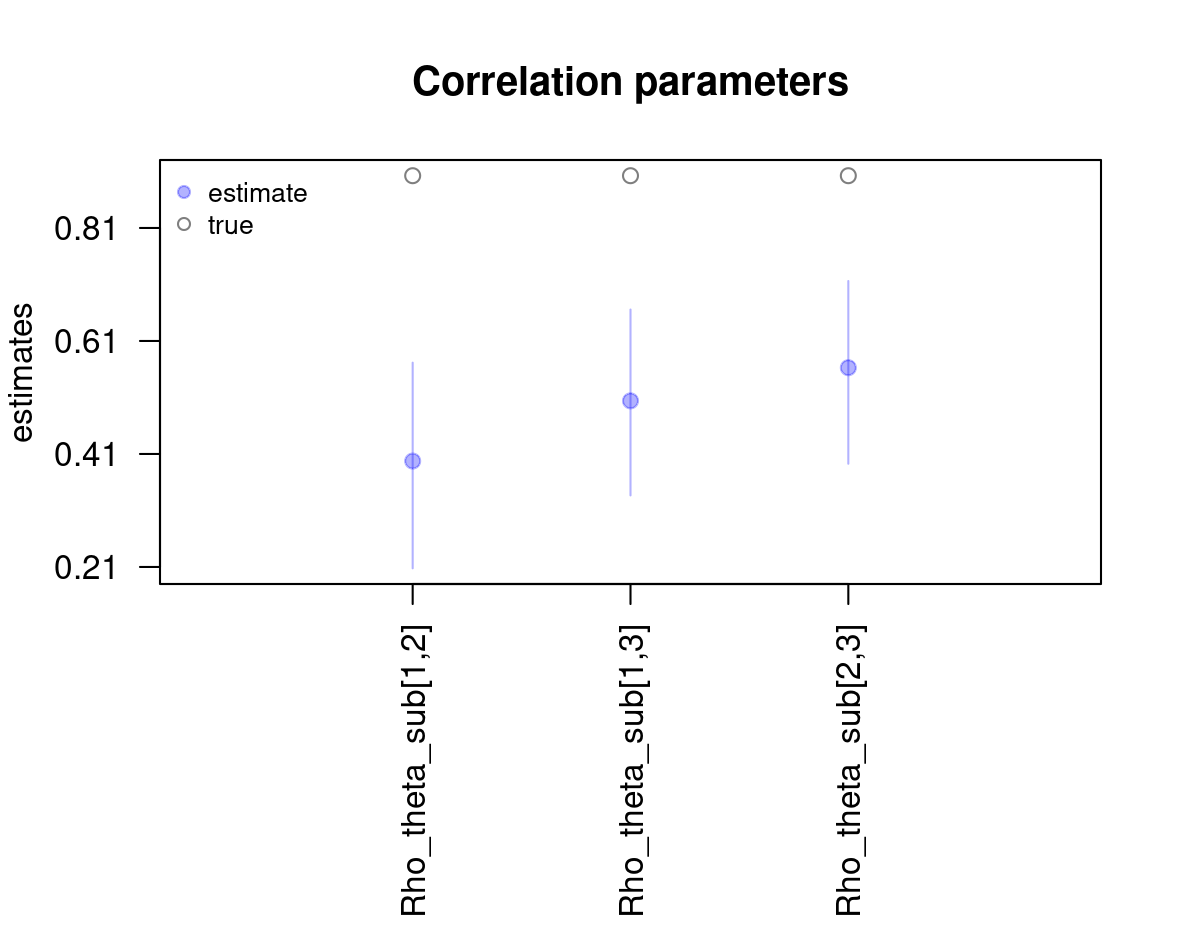 Correlation parameters
estimate
true
0.81
0.61
0.41
0.21
estimates
Rho_theta_sub[1,2]
Rho_theta_sub[1,3]
Rho_theta_sub[2,3]